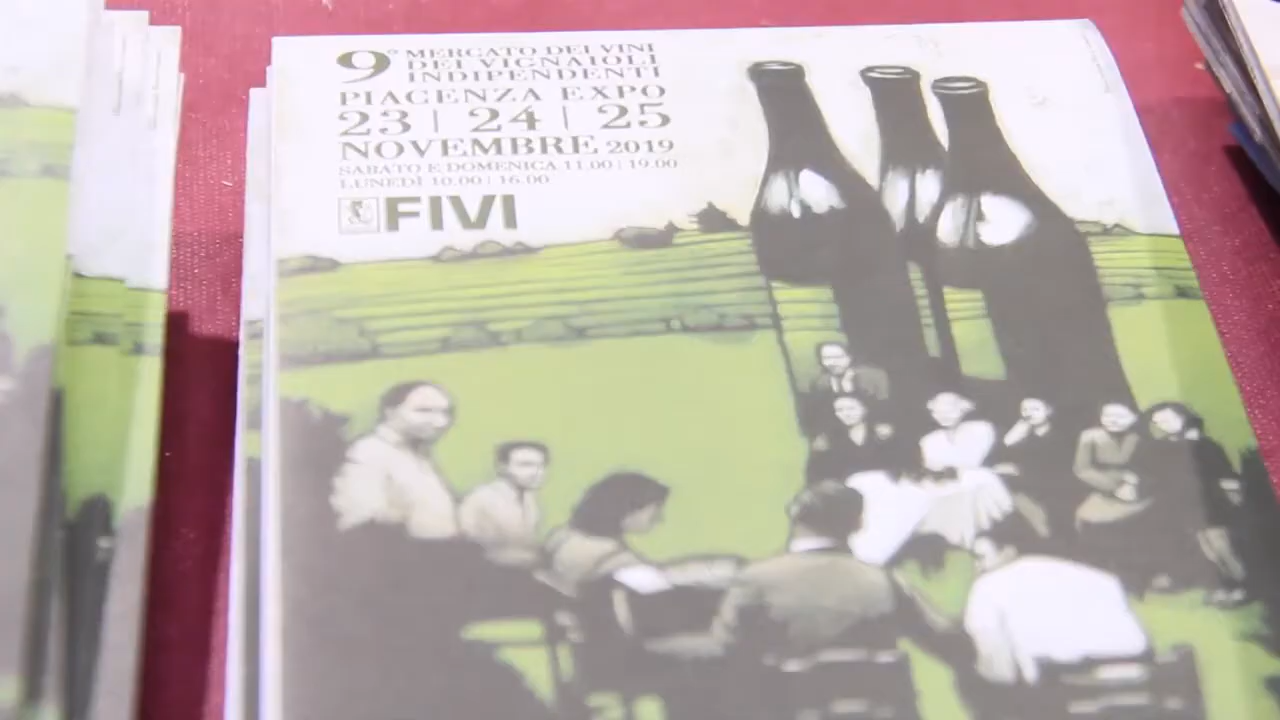 9° MERCATO DEI VINI
DEI VIGNAIOLI
INDIPENDENTI
PIACENZA EXPO
23 | 24 | 25
NOVEMBRE 2019
SABATO E DOMENICA 11.00 | 19.00
LUNEDÌ 10.00 | 16.00
FIVI